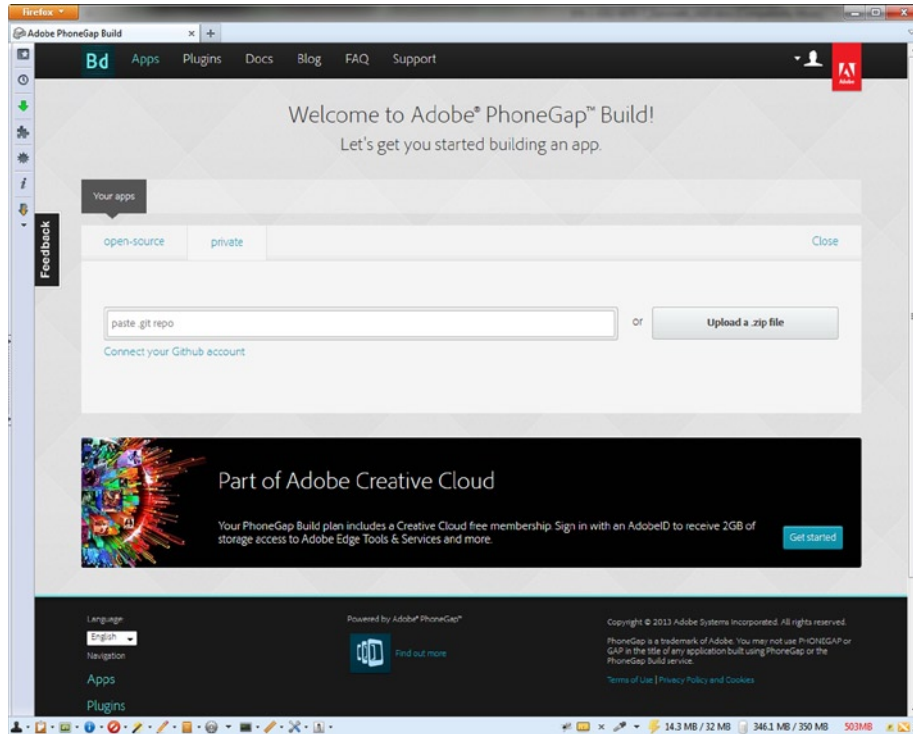 Firefox
Adobe PhoneGap Build
Bd Apps Plugins Docs Blog FAQ Support
Adobe
Welcome to Adobe® PhoneGap™ Build!
Let's get you started building an app.
Your apps
Feedback
open-source private Close
paste .git repo or Upload a .zip file
Connect your Github account
Part of Adobe Creative Cloud
Your PhoneGap Build plan includes a Creative Cloud free membership. Sign in with an AdobeID to receive 2GB of
storage access to Adobe Edge Tools & Services and more.
Get started
Language
English
Navigation
Apps
Plugins
Powered by Adobe® PhoneGap™
Find out more
Copyright © 2013 Adobe Systems Incorporated. All rights reserved.
PhoneGap is a trademark of Adobe. You may not use PHONEGAP or
GAP in the title of any application built using PhoneGap or the
PhoneGap Build service.
Terms of Use | Privacy Policy and Cookies
14.3 MB / 32 MB 346.1 MB / 350 MB 503MB